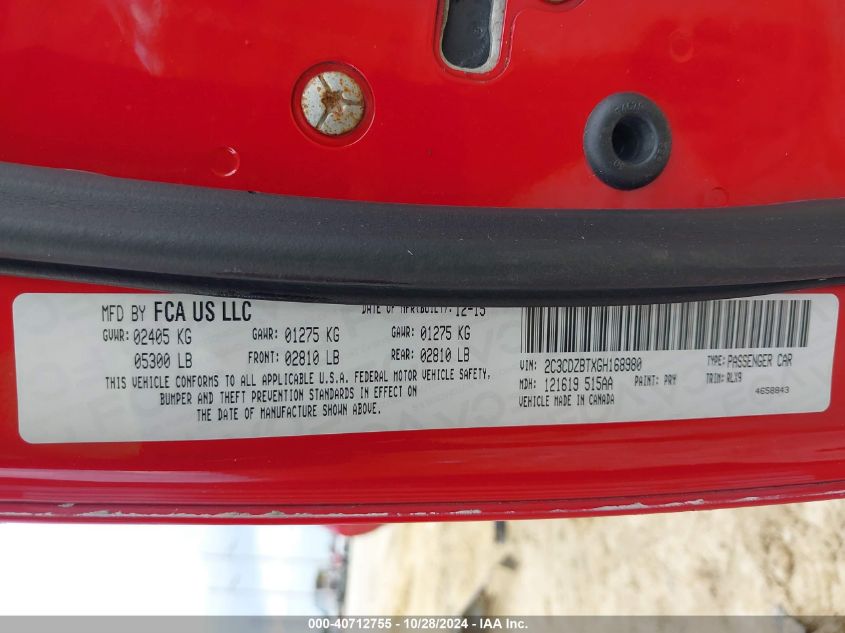 MFD BY FCA US LLC DATE OF MFR(BUILT): 12-15
GVWR: 02405 KG GAWR: 01275 KG GAWR: 01275 KG
05300 LB FRONT: 02810 LB REAR: 02810 LB
THIS VEHICLE CONFORMS TO ALL APPLICABLE U.S.A. FEDERAL MOTOR VEHICLE SAFETY,
BUMPER AND THEFT PREVENTION STANDARDS IN EFFECT ON
THE DATE OF MANUFACTURE SHOWN ABOVE.
VIN: 2C3CDZBTXGH168980 TYPE: PASSENGER CAR
MDH: 121619 515AA PAINT: PRY TRIM: RLX9
VEHICLE MADE IN CANADA 4658843
000-40712755 - 10/28/2024 - IAA Inc.